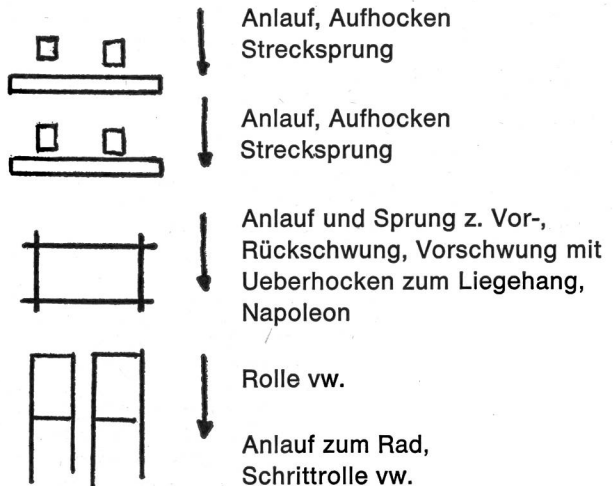 Anlauf, Aufhocken
Strecksprung
Anlauf, Aufhocken
Strecksprung
Anlauf und Sprung z. Vor-,
Rückschwung, Vorschwung mit
Ueberhocken zum Liegehang,
Napoleon
Rolle vw.
Anlauf zum Rad,
Schrittrolle vw.